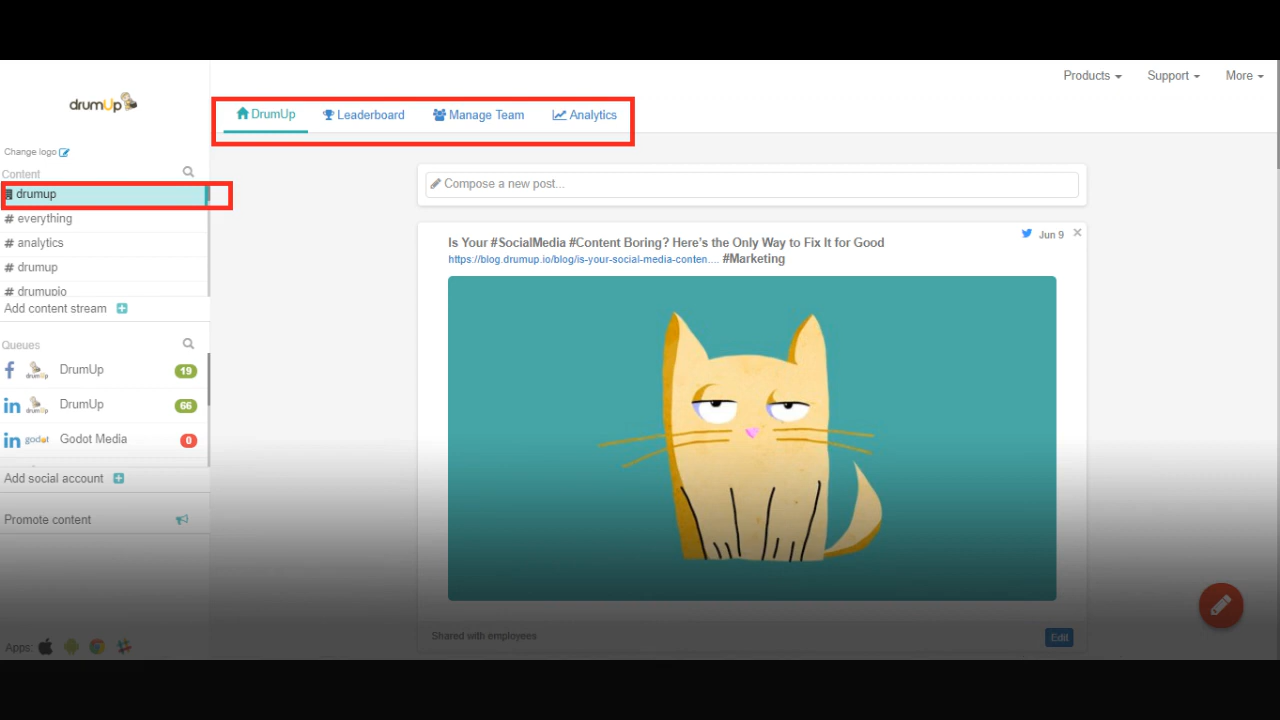 Products
Support
More
drumUp
DrumUp
Leaderboard
Manage Team
Analytics
Change logo
Content
drumup
# everything
# analytics
# drumup
# drumupio
Add content stream
Queues
DrumUp
19
DrumUp
66
godot
Godot Media
0
Add social account
Promote content
Apps:
Compose a new post...
Is Your #SocialMedia #Content Boring? Here's the Only Way to Fix It for Good
Jun 9
https://blog.drumup.io/blog/is-your-social-media-conten.... #Marketing
Shared with employees
Edit